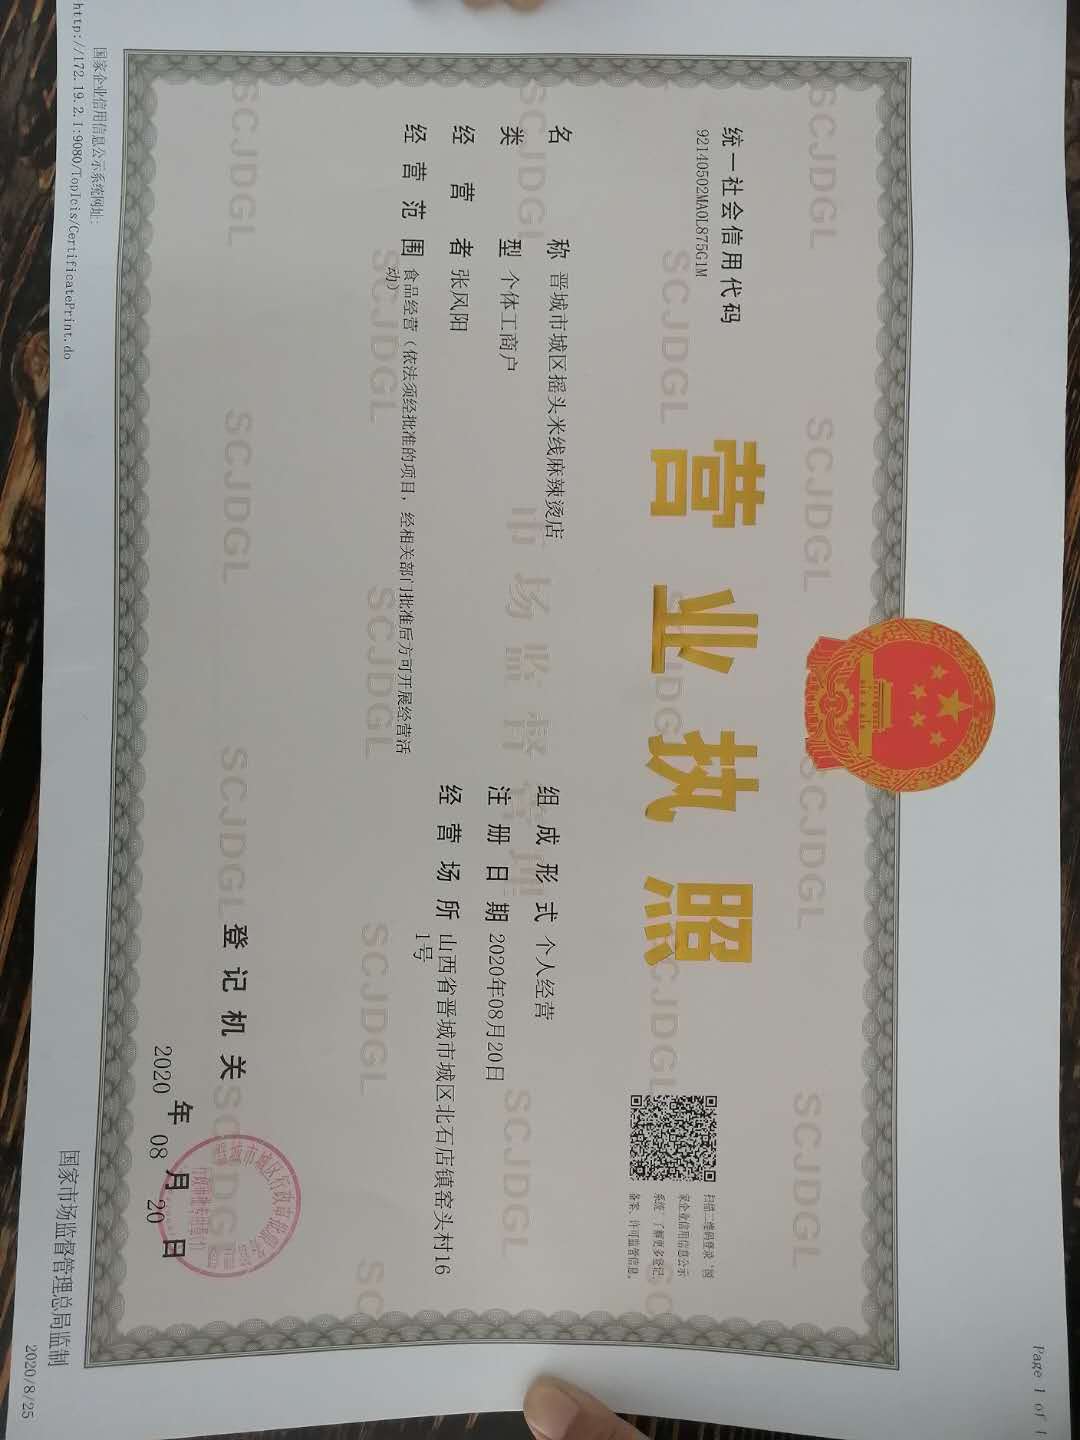 Page 1 of 1
统一社会信用代码
92140502MA0L875G1M
营业执照
扫描二维码登录‘国
家企业信用信息公示
系统’了解更多登记、
备案、许可监管信息。
名称 晋城市城区摇头米线麻辣烫店
类型 个体工商户
经营者 张风阳
经营范围 食品经营（依法须经批准的项目，经相关部门批准后方可开展经营活
动）
组成形式 个人经营
注册日期 2020年08月20日
经营场所 山西省晋城市城区北石店镇窑头村16
1号
登记机关
2020年08月20日
SCJDGL
市场监督管理
国家企业信用信息公示系统网址:
国家市场监督管理总局监制
http://172.19.2.1:9080/TopIcis/CertificatePrint.do
2020/8/25